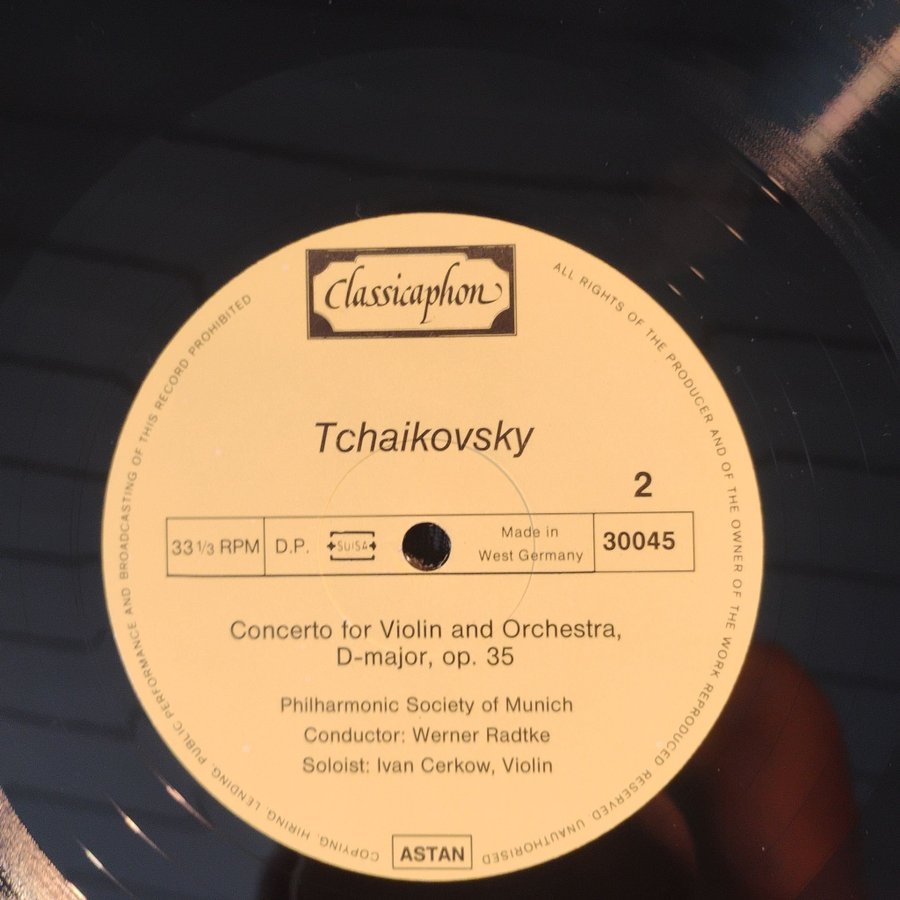 Classicaphon
Tchaikovsky
2
33 1/3 RPM
D.P.
SUISA
Made in
West Germany
30045
Concerto for Violin and Orchestra,
D-major, op. 35
Philharmonic Society of Munich
Conductor: Werner Radtke
Soloist: Ivan Cerkow, Violin
ASTAN
ALL RIGHTS OF THE PRODUCER AND OF THE OWNER OF THE WORK REPRODUCED RESERVED. UNAUTHORISED COPYING, HIRING, LENDING, PUBLIC PERFORMANCE AND BROADCASTING OF THIS RECORD PROHIBITED